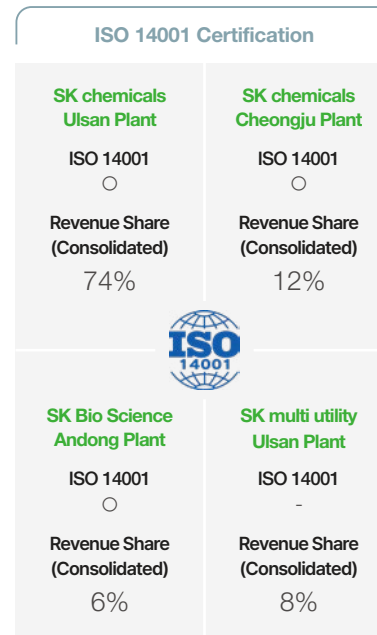 ISO 14001 Certification
SK chemicals
Ulsan Plant
ISO 14001
○
Revenue Share
(Consolidated)
74%
SK chemicals
Cheongju Plant
ISO 14001
○
Revenue Share
(Consolidated)
12%
ISO
14001
SK Bio Science
Andong Plant
ISO 14001
○
Revenue Share
(Consolidated)
6%
SK multi utility
Ulsan Plant
ISO 14001
-
Revenue Share
(Consolidated)
8%